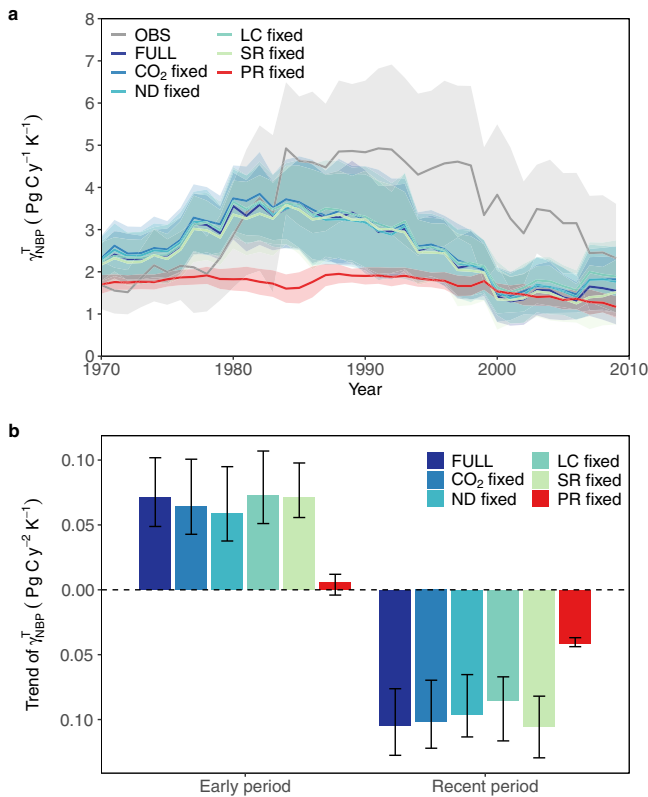 a
OBS
FULL
CO₂ fixed
ND fixed
LC fixed
SR fixed
PR fixed
γᵀNBP ( Pg C y⁻¹ K⁻¹)
8
7
6
5
4
3
2
1
0
1970
1980
1990
2000
2010
Year
b
FULL
CO₂ fixed
ND fixed
LC fixed
SR fixed
PR fixed
Trend of γᵀNBP ( Pg C y⁻² K⁻¹)
0.10
0.05
0.00
0.05
0.10
Early period
Recent period